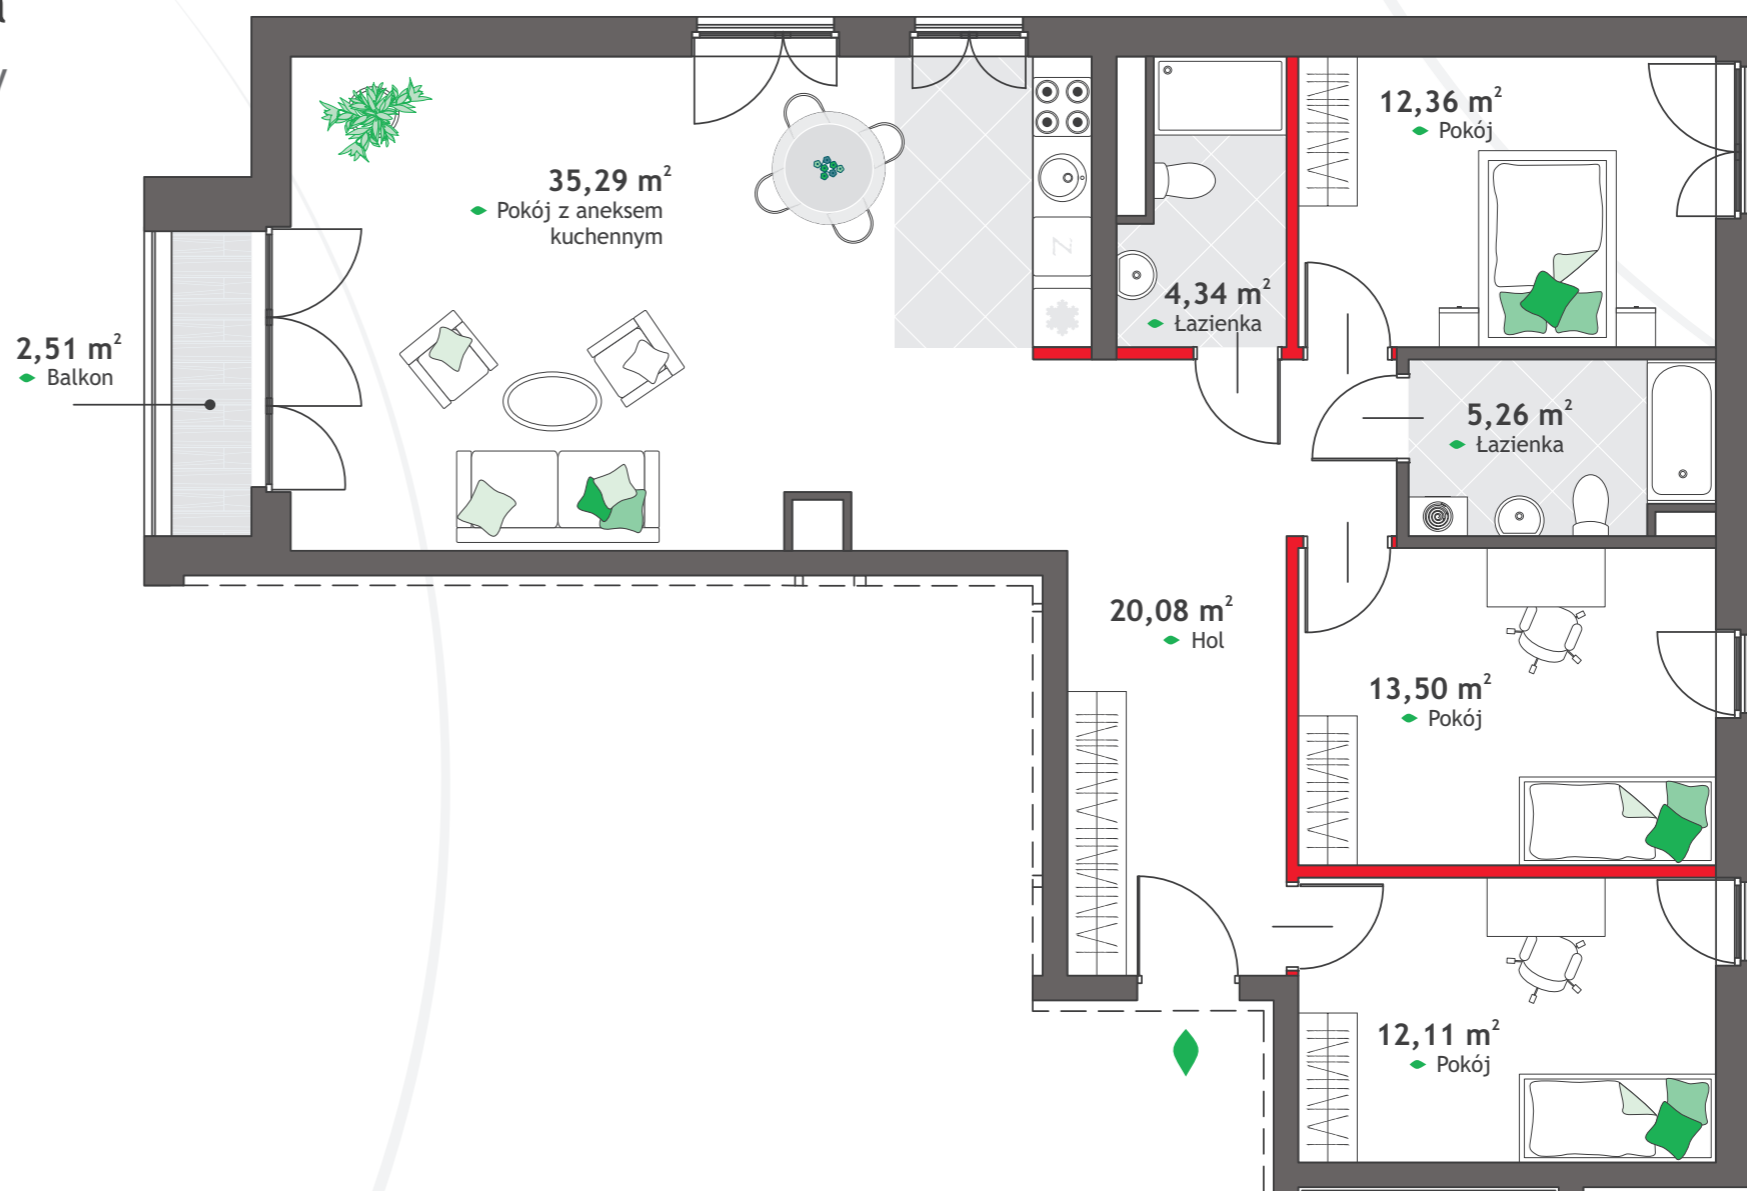 35,29 m²
Pokój z aneksem
kuchennym
2,51 m²
Balkon
4,34 m²
Łazienka
12,36 m²
Pokój
5,26 m²
Łazienka
20,08 m²
Hol
13,50 m²
Pokój
12,11 m²
Pokój
Z